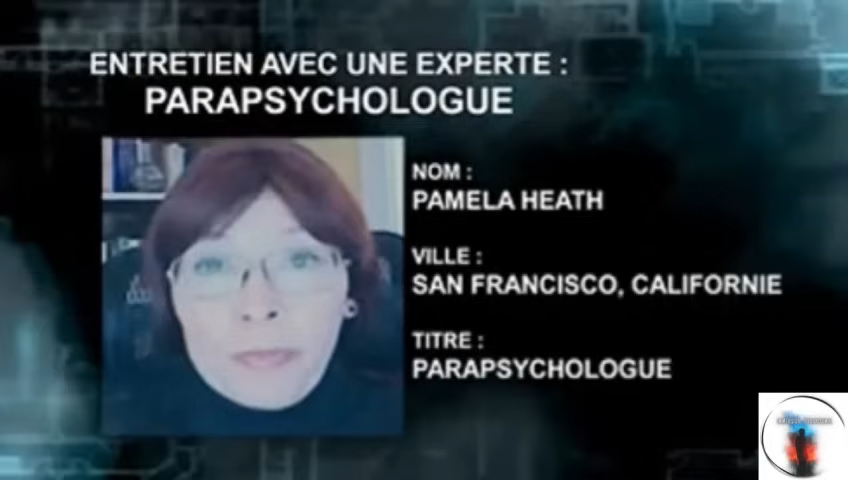 ENTRETIEN AVEC UNE EXPERTE :
PARAPSYCHOLOGUE
NOM :
PAMELA HEATH
VILLE :
SAN FRANCISCO, CALIFORNIE
TITRE :
PARAPSYCHOLOGUE